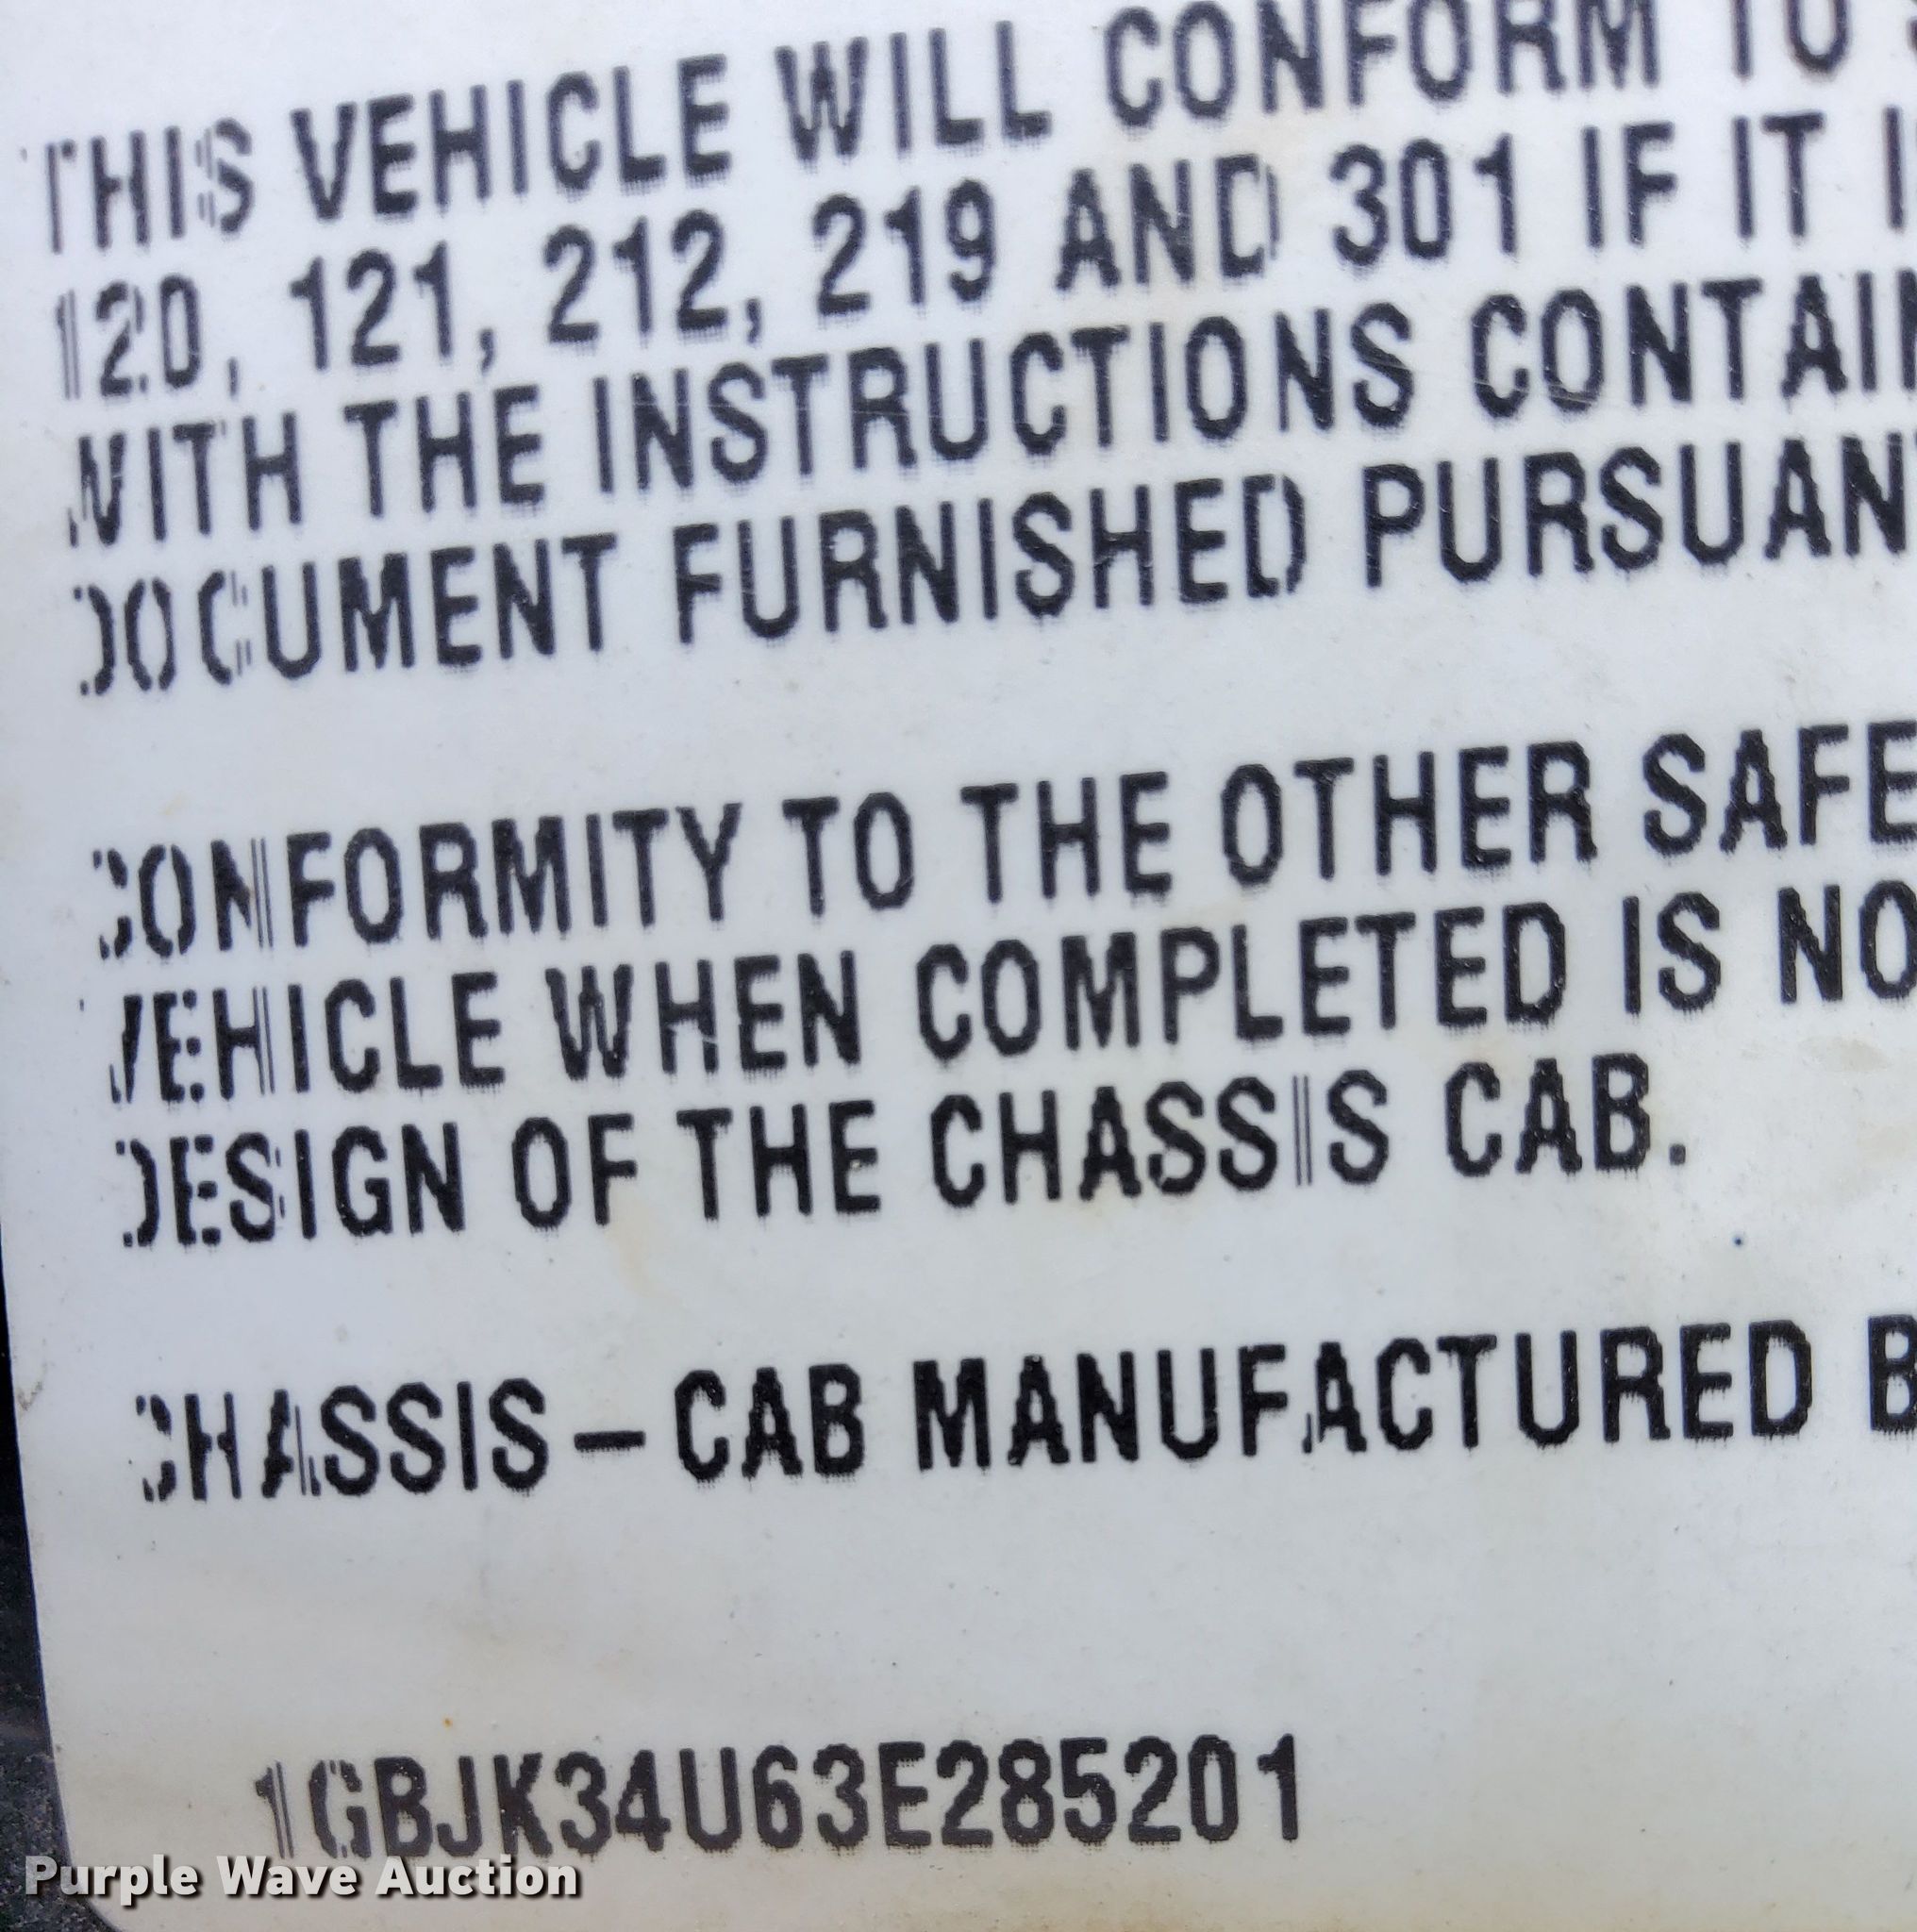 THIS VEHICLE WILL CONFORM TO
120, 121, 212, 219 AND 301 IF IT
WITH THE INSTRUCTIONS CONTAIN
DOCUMENT FURNISHED PURSUAN
CONFORMITY TO THE OTHER SAFE
VEHICLE WHEN COMPLETED IS NO
DESIGN OF THE CHASSIS CAB.
CHASSIS-CAB MANUFACTURED B
1GBJK34U63E285201
Purple Wave Auction